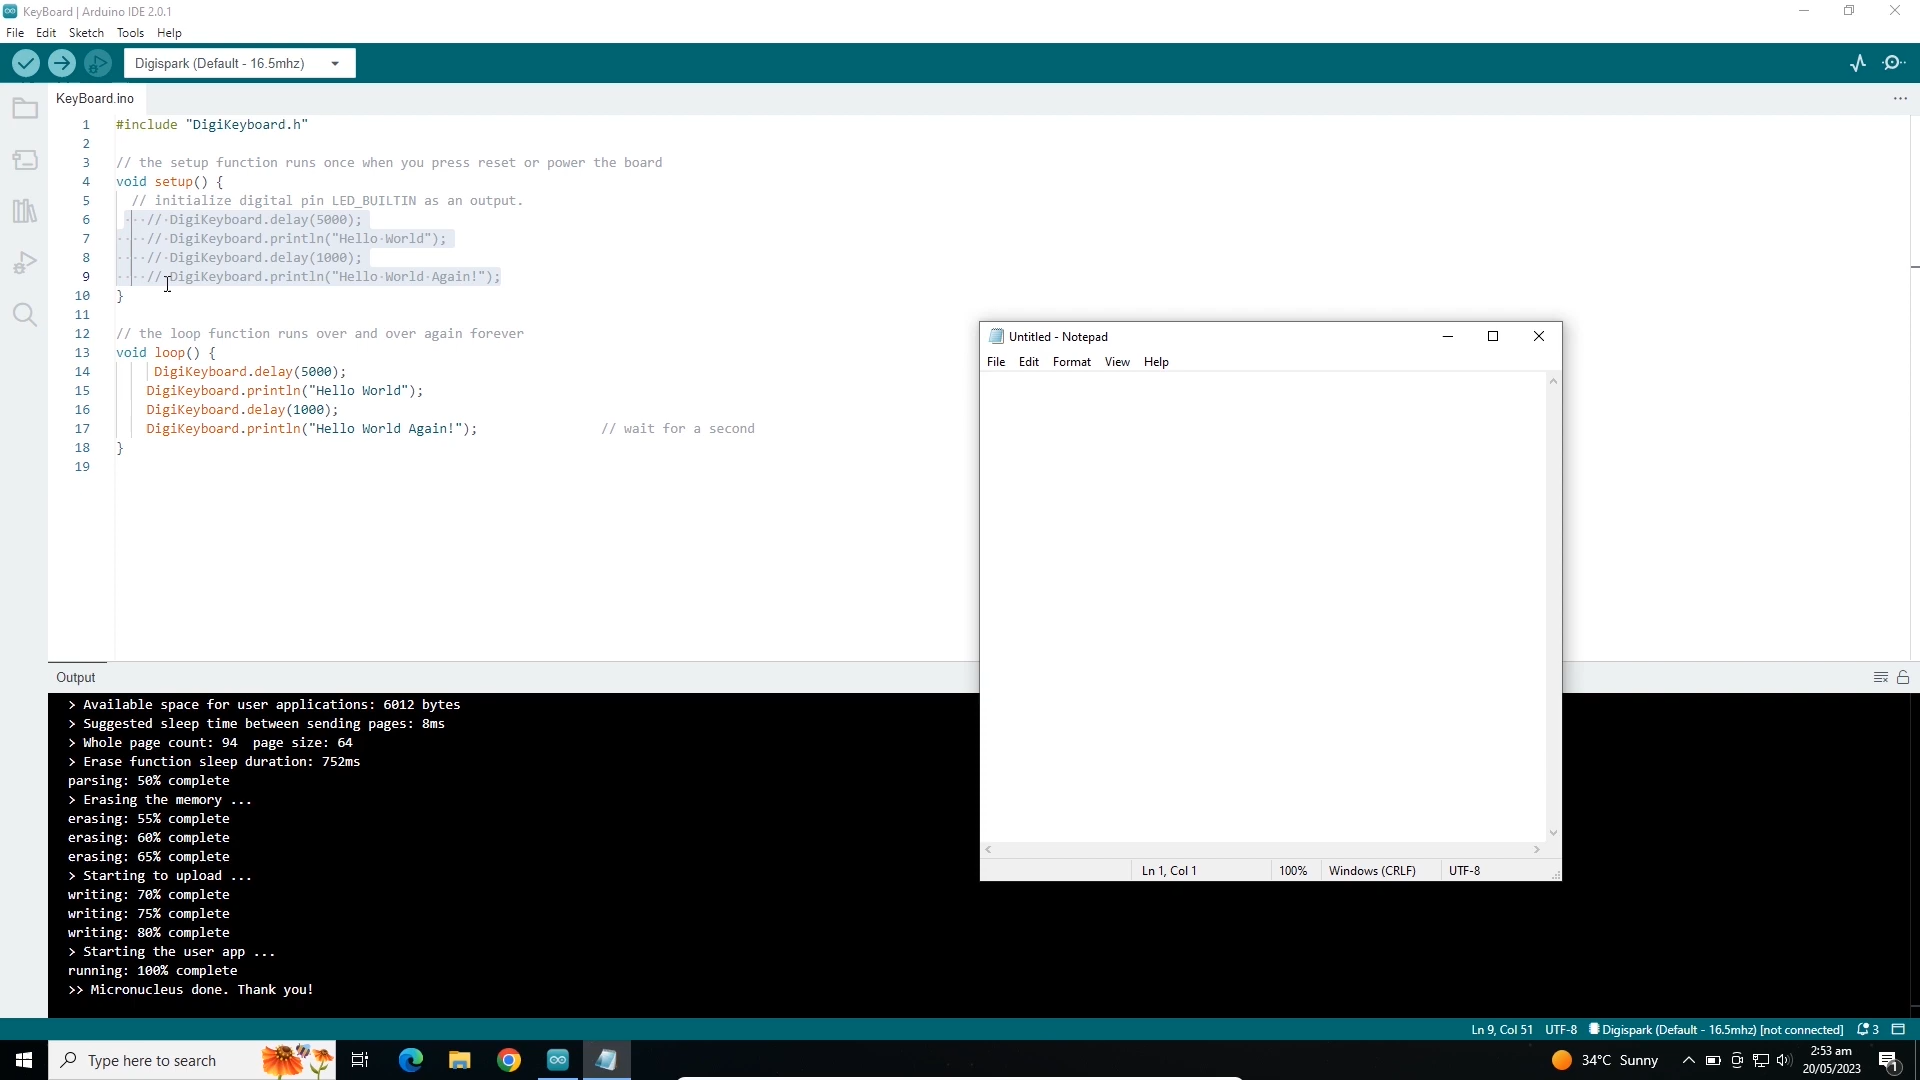 KeyBoard | Arduino IDE 2.0.1
File Edit Sketch Tools Help
Digispark (Default - 16.5mhz)
KeyBoard.ino
1 #include "DigiKeyboard.h"
2
3 // the setup function runs once when you press reset or power the board
4 void setup() {
5 // initialize digital pin LED_BUILTIN as an output.
6 ····//·DigiKeyboard.delay(5000);
7 ····//·DigiKeyboard.println("Hello·World");
8 ····//·DigiKeyboard.delay(1000);
9 ····//·DigiKeyboard.println("Hello·World·Again!");
10 }
11
12 // the loop function runs over and over again forever
13 void loop() {
14 DigiKeyboard.delay(5000);
15 DigiKeyboard.println("Hello World");
16 DigiKeyboard.delay(1000);
17 DigiKeyboard.println("Hello World Again!"); // wait for a second
18 }
19
Untitled - Notepad
File Edit Format View Help
Ln 1, Col 1 100% Windows (CRLF) UTF-8
Output
> Available space for user applications: 6012 bytes
> Suggested sleep time between sending pages: 8ms
> Whole page count: 94 page size: 64
> Erase function sleep duration: 752ms
parsing: 50% complete
> Erasing the memory ...
erasing: 55% complete
erasing: 60% complete
erasing: 65% complete
> Starting to upload ...
writing: 70% complete
writing: 75% complete
writing: 80% complete
> Starting the user app ...
running: 100% complete
>> Micronucleus done. Thank you!
Ln 9, Col 51 UTF-8 Digispark (Default - 16.5mhz) [not connected] 3
Type here to search
34°C Sunny
2:53 am
20/05/2023
1